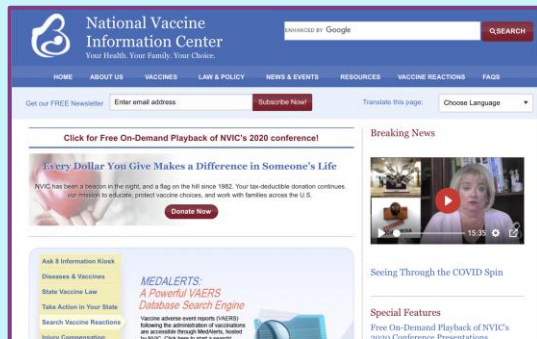 National Vaccine
Information Center
Your Health. Your Family. Your Choice.
ENHANCED BY Google
SEARCH
HOME ABOUT US VACCINES LAW & POLICY NEWS & EVENTS RESOURCES VACCINE REACTIONS FAQS
Get our FREE Newsletter Enter email address Subscribe Now! Translate this page: Choose Language
Click for Free On-Demand Playback of NVIC's 2020 conference!
Every Dollar You Give Makes a Difference in Someone's Life
NVIC has been a beacon in the night, and a flag on the hill since 1982. Your tax-deductible donation continues
our mission to educate, protect vaccine choices, and work with families across the U.S.
Donate Now
Ask 8 Information Kiosk
Diseases & Vaccines
State Vaccine Law
Take Action in Your State
Search Vaccine Reactions
Injury Compensation
MEDALERTS:
A Powerful VAERS
Database Search Engine
Vaccine adverse event reports (VAERS)
following the administration of vaccinations
are accessible through MedAlerts, hosted
by NVIC. Click here to start a search!
Breaking News
15:35
Seeing Through the COVID Spin
Special Features
Free On-Demand Playback of NVIC's
2020 Conference Presentations